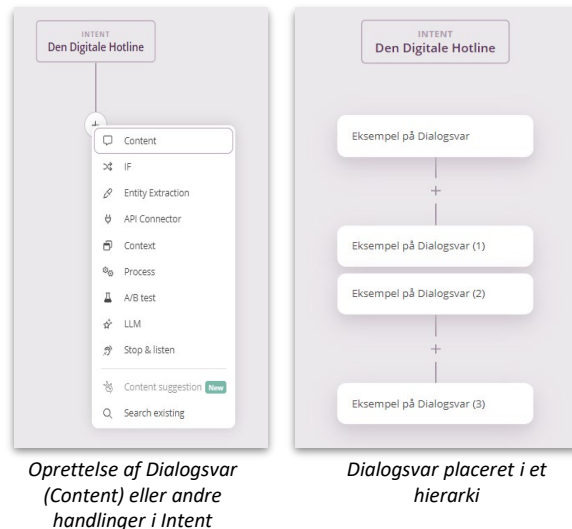 INTENT
Den Digitale Hotline
Content
IF
Entity Extraction
API Connector
Context
Process
A/B test
LLM
Stop & listen
Content suggestion New
Search existing
Oprettelse af Dialogsvar
(Content) eller andre
handlinger i Intent
INTENT
Den Digitale Hotline
Eksempel på Dialogsvar
Eksempel på Dialogsvar (1)
Eksempel på Dialogsvar (2)
Eksempel på Dialogsvar (3)
Dialogsvar placeret i et
hierarki